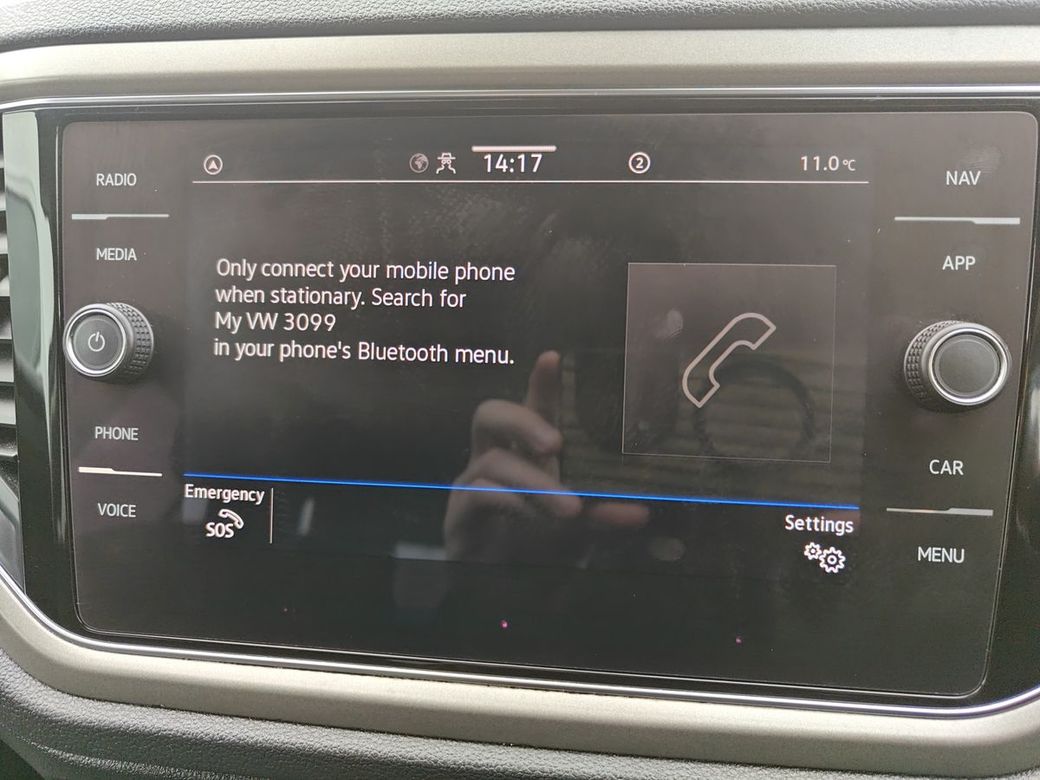 RADIO
MEDIA
PHONE
VOICE
14:17
2
11.0 °C
Only connect your mobile phone
when stationary. Search for
My VW 3099
in your phone's Bluetooth menu.
Emergency
SOS
Settings
NAV
APP
CAR
MENU